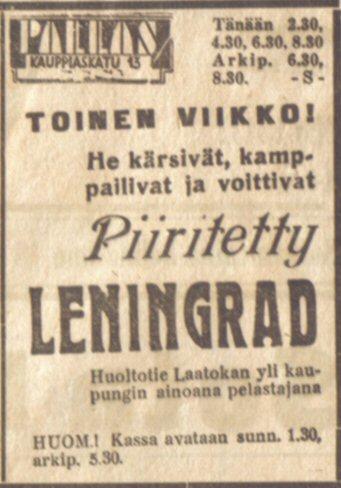 PALLAS
KAUPPIASKATU 13
Tänään 2.30,
4.30, 6.30, 8.30
Arkip. 6.30,
8.30. - S -
TOINEN VIIKKO!
He kärsivät, kamp-
pailivat ja voittivat
Piiritetty
LENINGRAD
Huoltotie Laatokan yli kau-
pungin ainoana pelastajana
HUOM.! Kassa avataan sunn. 1.30,
arkip. 5.30.